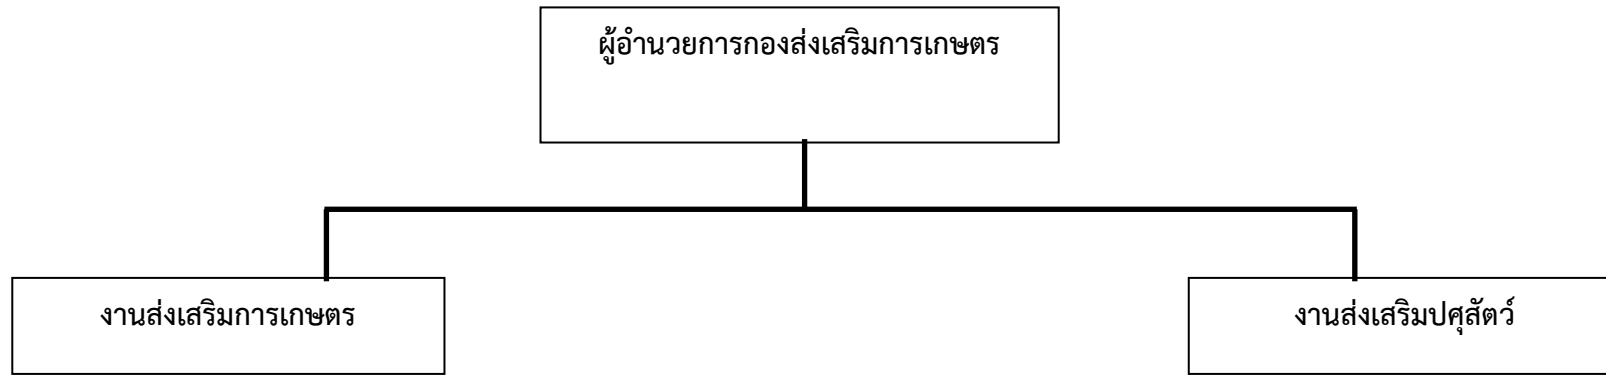 ผู้อำนวยการกองส่งเสริมการเกษตร
งานส่งเสริมการเกษตร
งานส่งเสริมปศุสัตว์